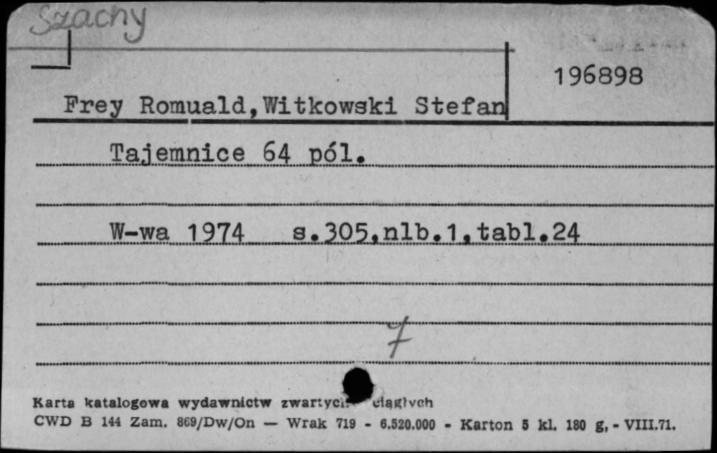 Szachy
196898
Frey Romuald,Witkowski Stefan
Tajemnice 64 pól.
W-wa 1974 s.305,nlb.1,tabl.24
7
Karta katalogowa wydawnictw zwartych ciągłych
CWD B 144 Zam. 869/Dw/On — Wrak 719 - 6.520.000 - Karton 5 kl. 180 g, - VIII.71.